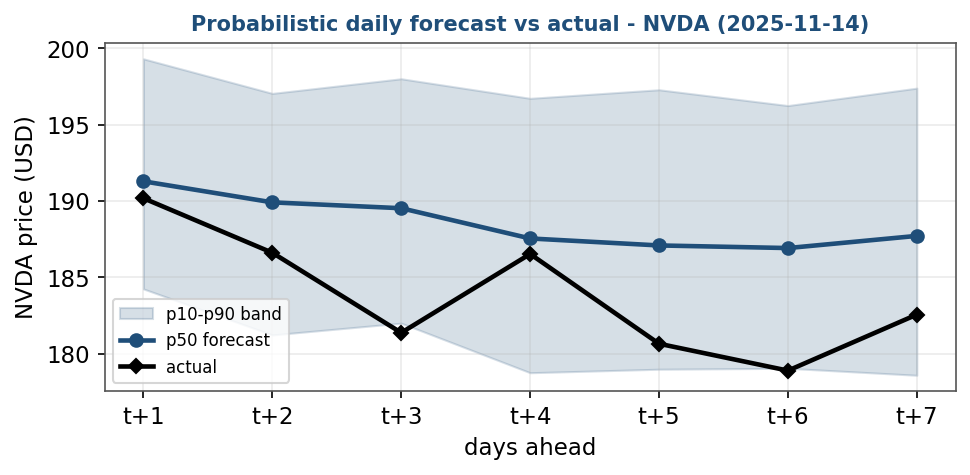 Probabilistic daily forecast vs actual - NVDA (2025-11-14)
NVDA price (USD)
200
195
190
185
180
p10-p90 band
p50 forecast
actual
t+1 t+2 t+3 t+4 t+5 t+6 t+7
days ahead